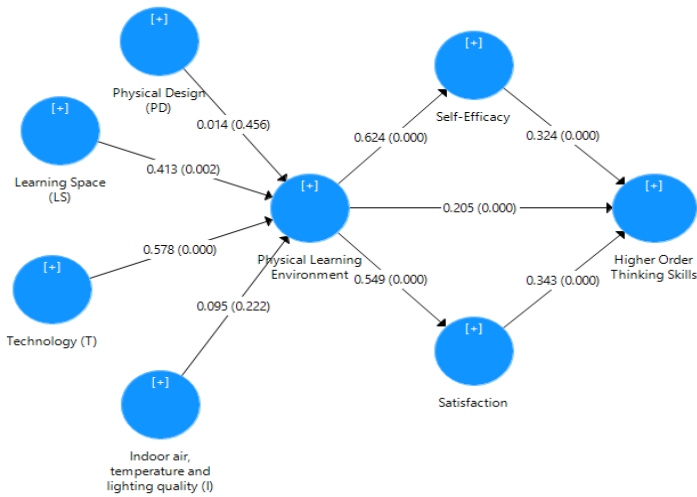 [+]
Physical Design
(PD)
[+]
Learning Space
(LS)
[+]
Technology (T)
[+]
Indoor air,
temperature and
lighting quality (I)
0.014 (0.456)
0.413 (0.002)
0.578 (0.000)
0.095 (0.222)
[+]
Physical Learning
Environment
0.624 (0.000)
0.205 (0.000)
0.549 (0.000)
[+]
Self-Efficacy
[+]
Satisfaction
0.324 (0.000)
0.343 (0.000)
[+]
Higher Order
Thinking Skills